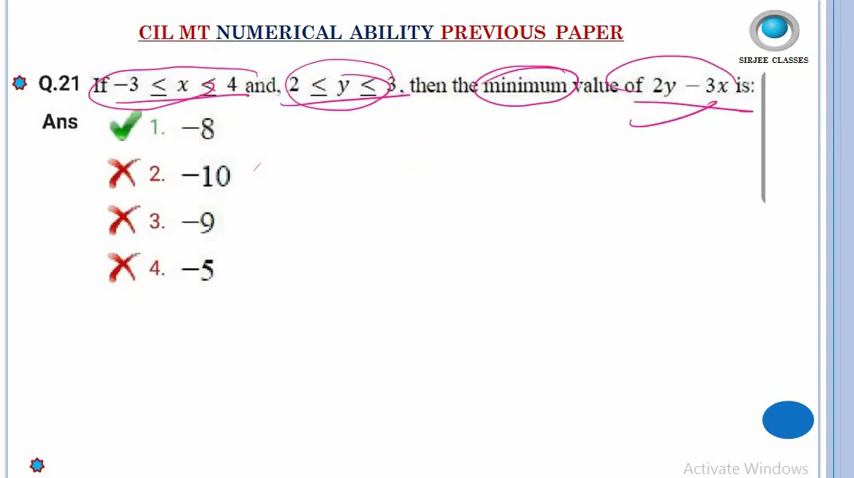 CIL MT NUMERICAL ABILITY PREVIOUS PAPER
SIRJEE CLASSES
Q.21 If −3 ≤ x ≤ 4 and, 2 ≤ y ≤ 3, then the minimum value of 2y − 3x is:
Ans
1. −8
2. −10
3. −9
4. −5
Activate Windows